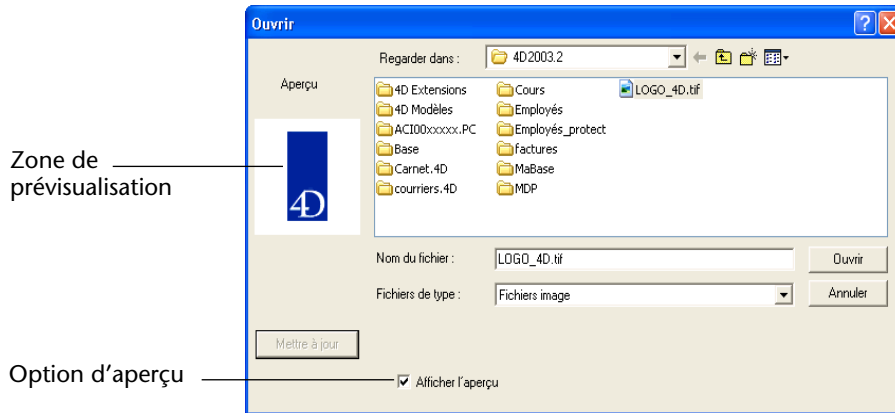 Ouvrir
Regarder dans :
4D2003.2
Aperçu
4D Extensions
4D Modèles
ACI00xxxxx.PC
Base
Carnet.4D
courriers.4D
Cours
Employés
Employés_protect
factures
MaBase
MDP
LOGO_4D.tif
Zone de
prévisualisation
4D
Nom du fichier :
LOGO_4D.tif
Ouvrir
Fichiers de type :
Fichiers image
Annuler
Mettre à jour
Option d’aperçu
Afficher l'aperçu